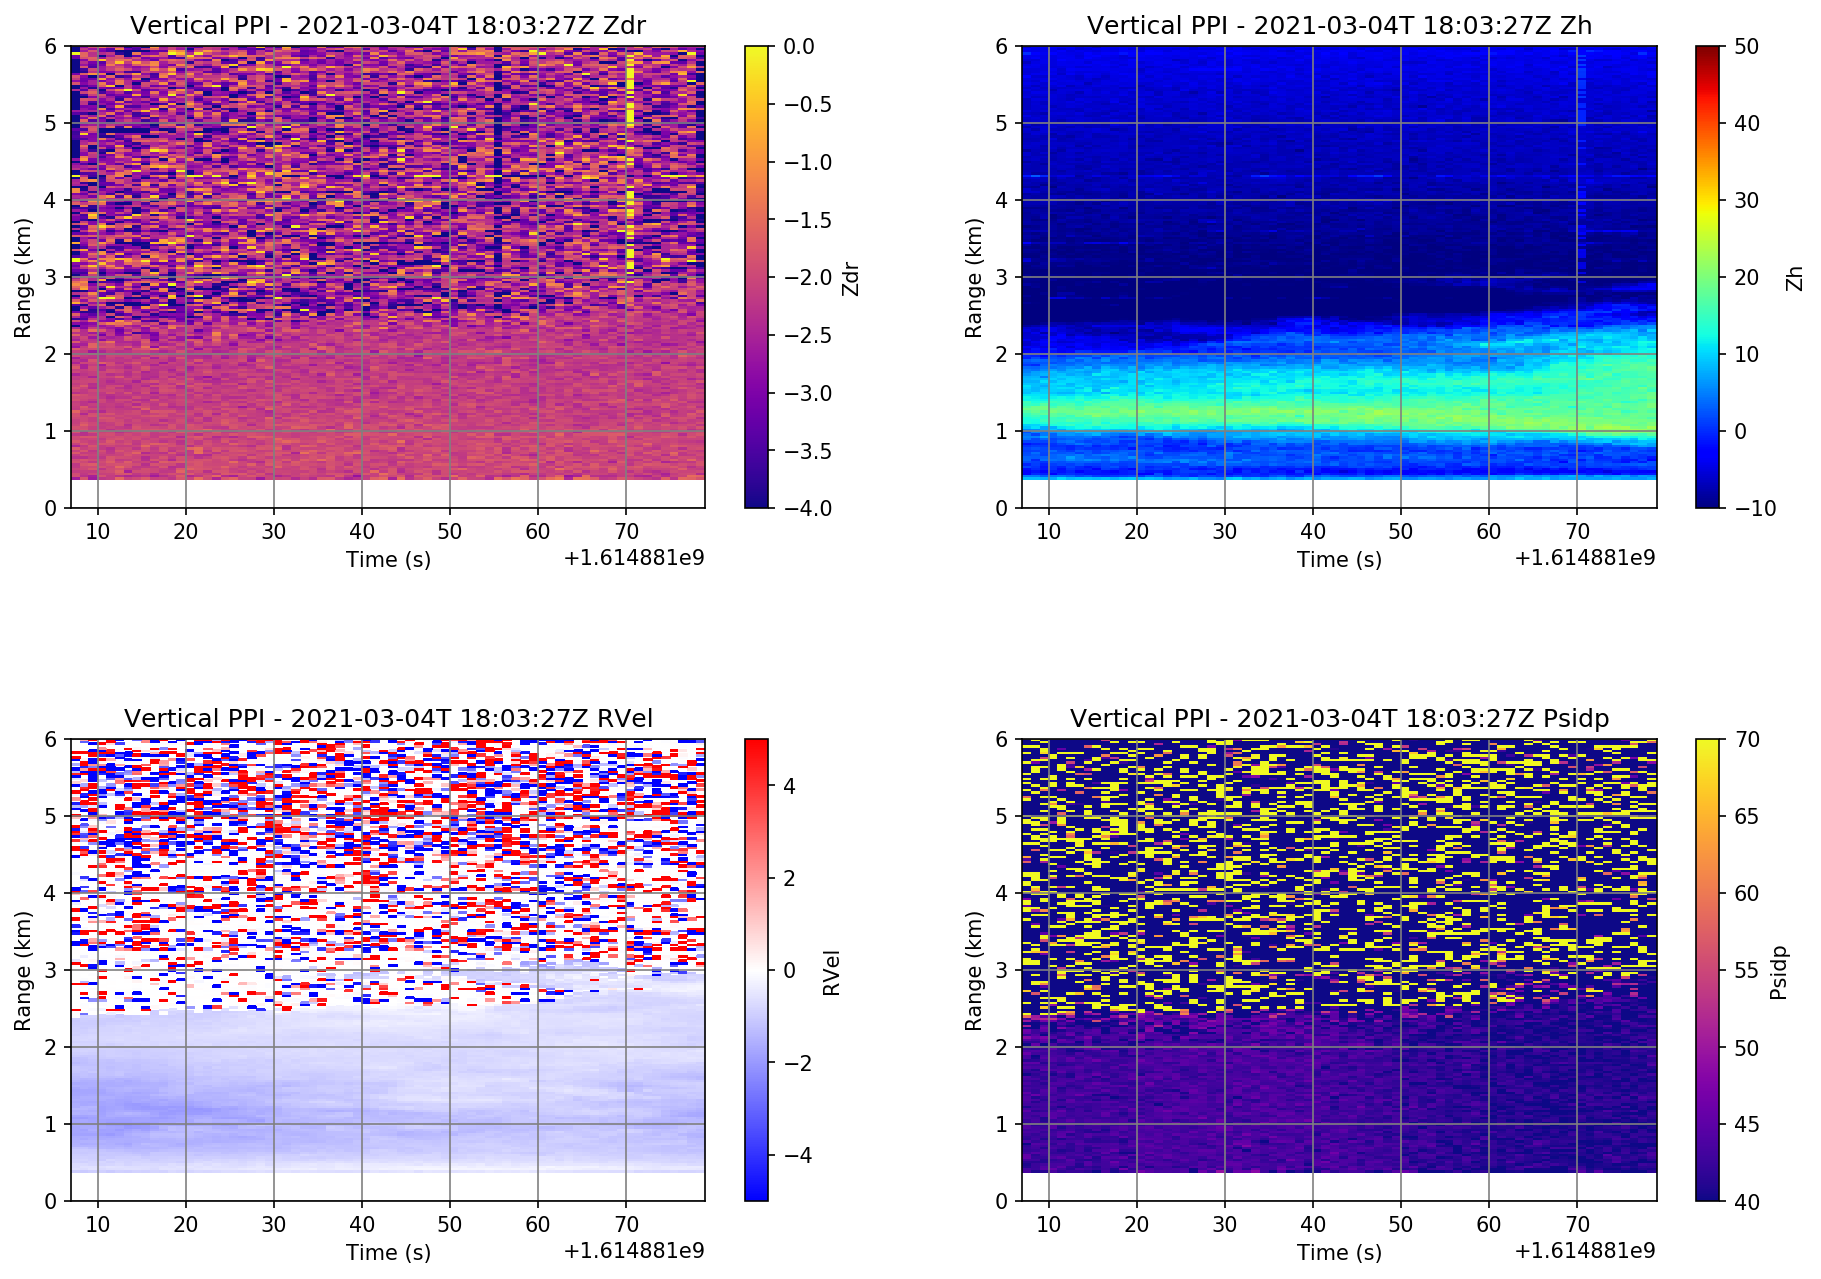 Vertical PPI - 2021-03-04T 18:03:27Z Zdr
6
5
4
3
2
1
0
Range (km)
10 20 30 40 50 60 70
Time (s)
+1.614881e9
0.0
−0.5
−1.0
−1.5
−2.0
−2.5
−3.0
−3.5
−4.0
Zdr
Vertical PPI - 2021-03-04T 18:03:27Z Zh
6
5
4
3
2
1
0
Range (km)
10 20 30 40 50 60 70
Time (s)
+1.614881e9
50
40
30
20
10
0
−10
Zh
Vertical PPI - 2021-03-04T 18:03:27Z RVel
6
5
4
3
2
1
0
Range (km)
10 20 30 40 50 60 70
Time (s)
+1.614881e9
4
2
0
−2
−4
RVel
Vertical PPI - 2021-03-04T 18:03:27Z Psidp
6
5
4
3
2
1
0
Range (km)
10 20 30 40 50 60 70
Time (s)
+1.614881e9
70
65
60
55
50
45
40
Psidp